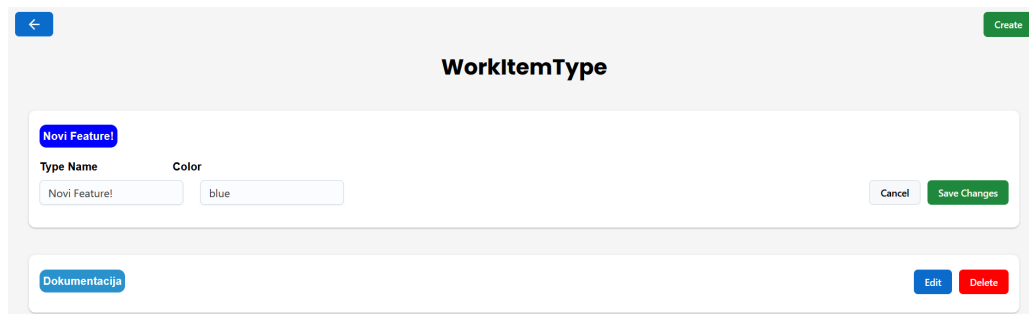 Create
WorkItemType
Novi Feature!
Type Name Color
Novi Feature! blue Cancel Save Changes
Dokumentacija Edit Delete